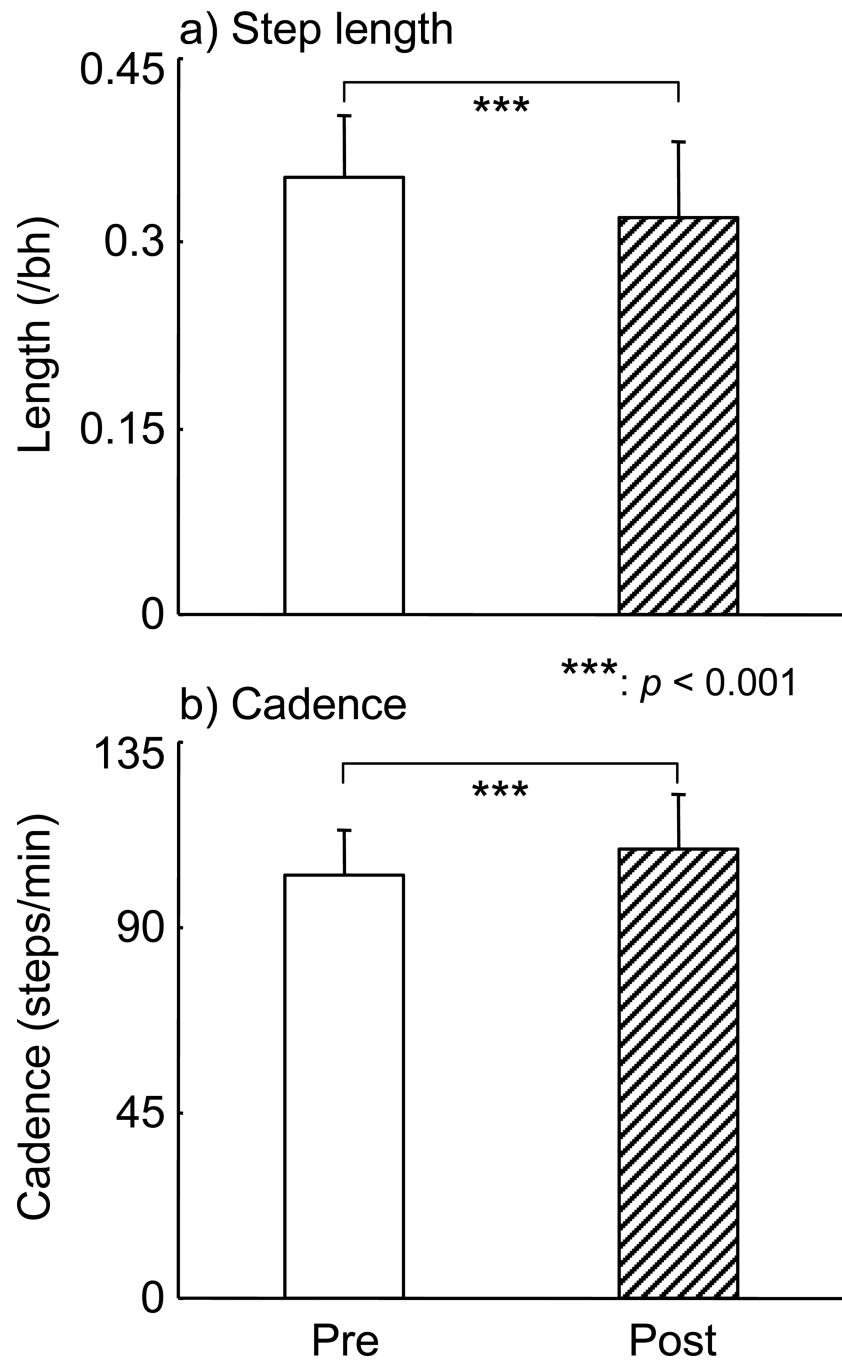 a) Step length
0.45
***
0.3
0.15
0
Length (/bh)
***: p < 0.001
b) Cadence
135
***
90
45
0
Cadence (steps/min)
Pre Post